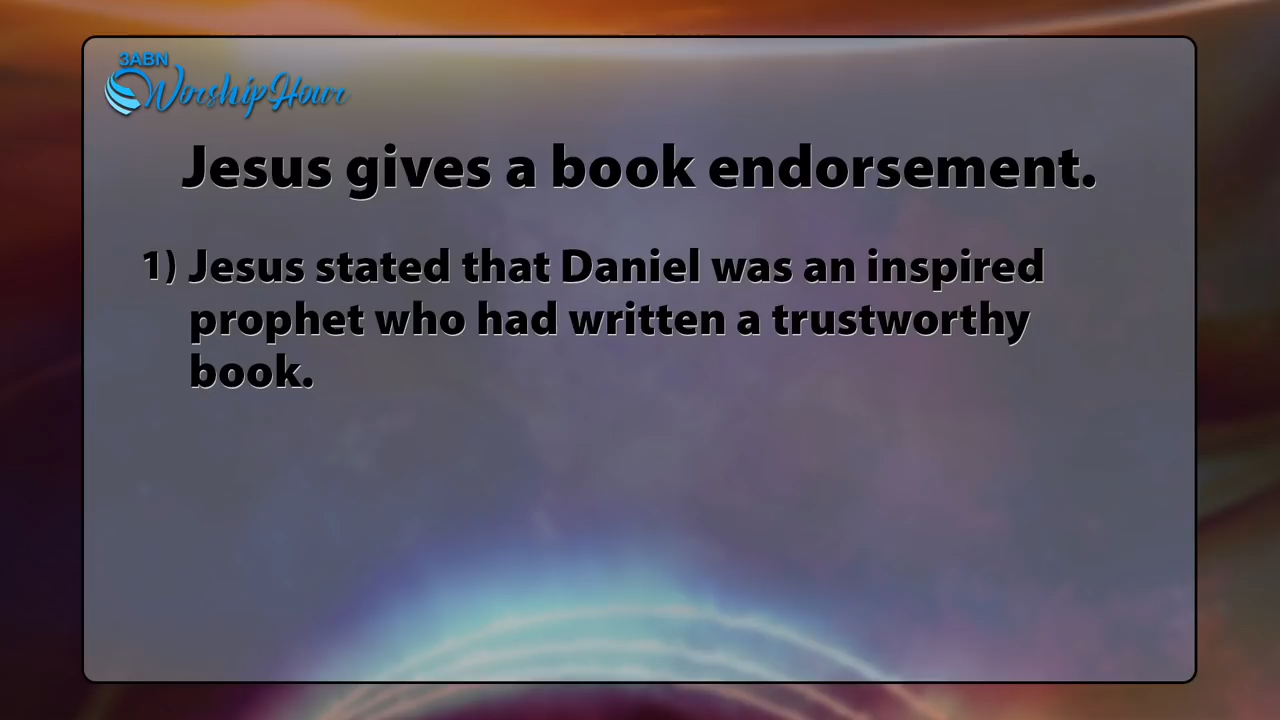 3ABN
Worship Hour
Jesus gives a book endorsement.
1) Jesus stated that Daniel was an inspired
prophet who had written a trustworthy
book.